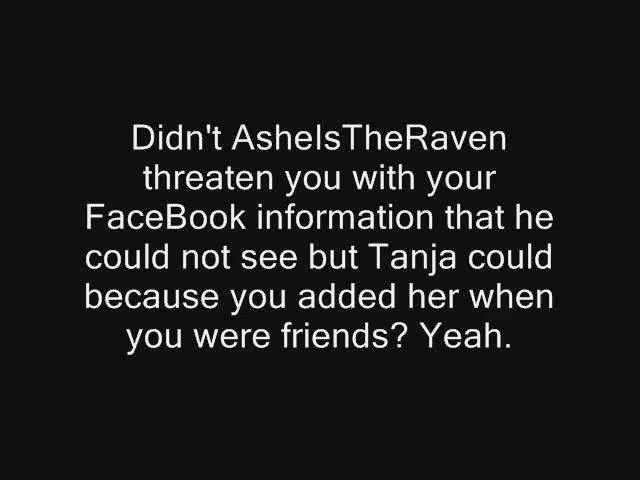 Didn't AsheIsTheRaven
threaten you with your
FaceBook information that he
could not see but Tanja could
because you added her when
you were friends? Yeah.